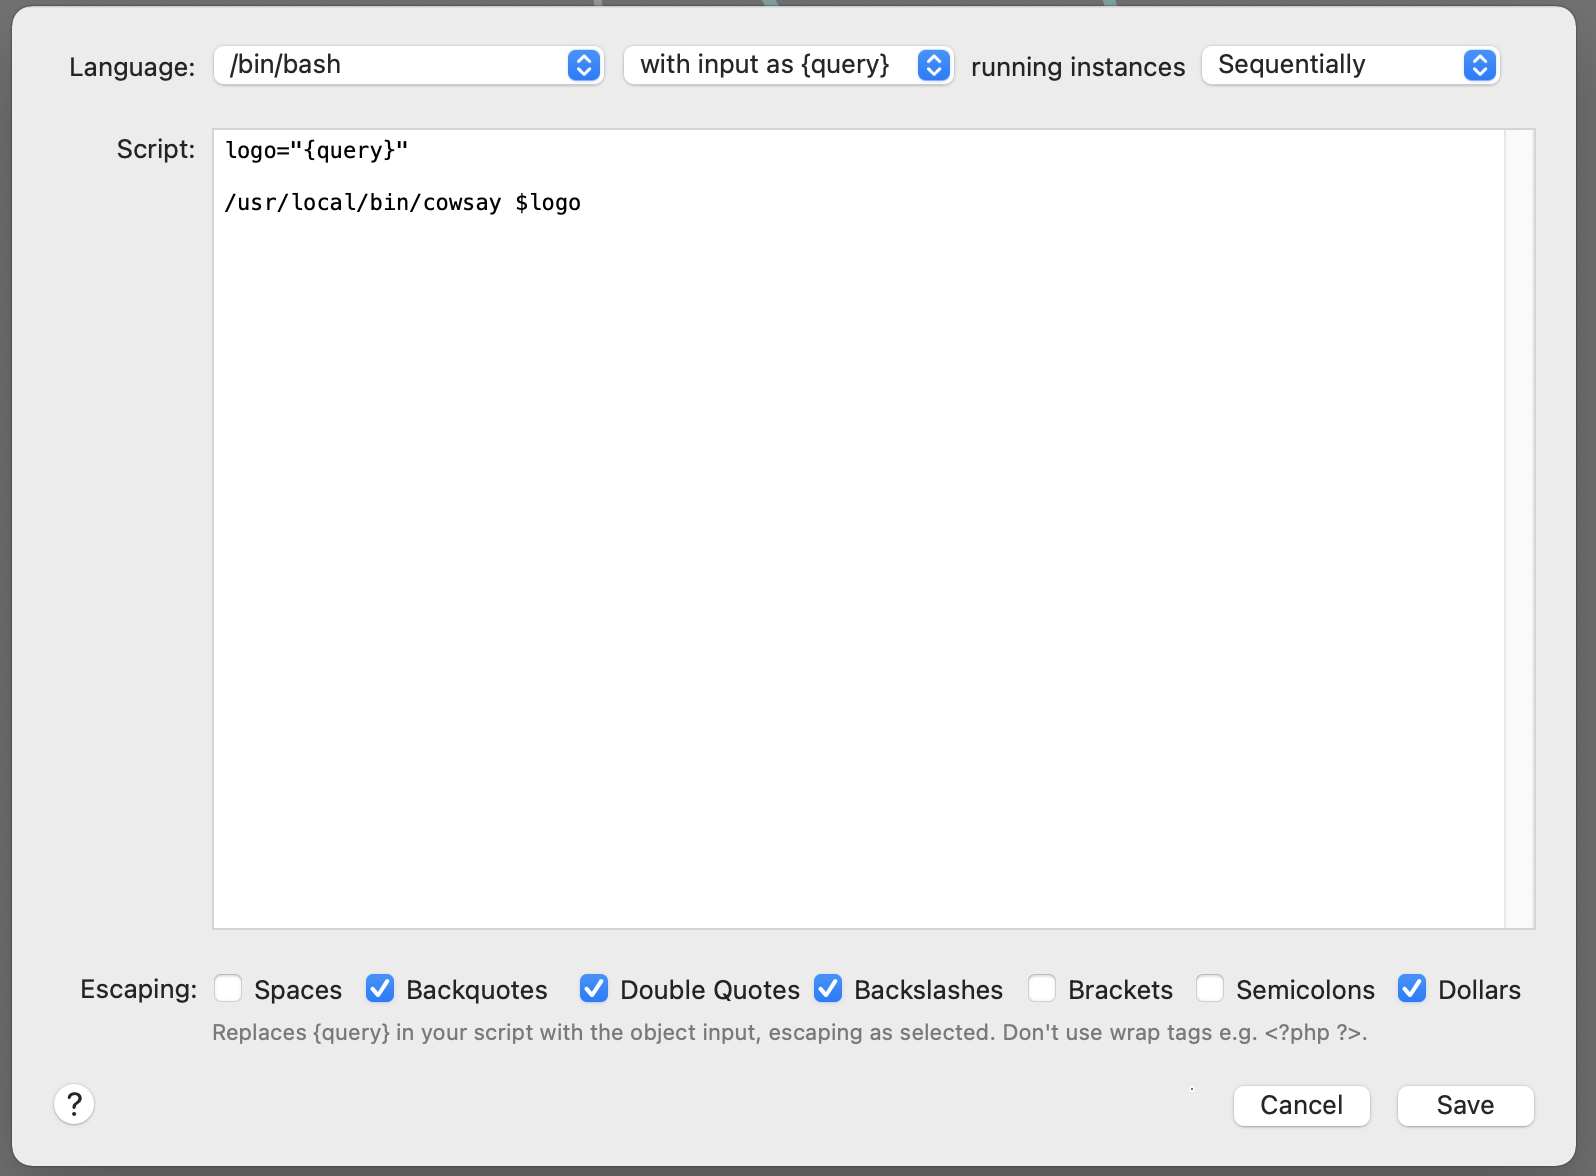 Language: /bin/bash with input as {query} running instances Sequentially
Script: logo="{query}"
/usr/local/bin/cowsay $logo
Escaping: Spaces Backquotes Double Quotes Backslashes Brackets Semicolons Dollars
Replaces {query} in your script with the object input, escaping as selected. Don't use wrap tags e.g. <?php ?>.
? Cancel Save